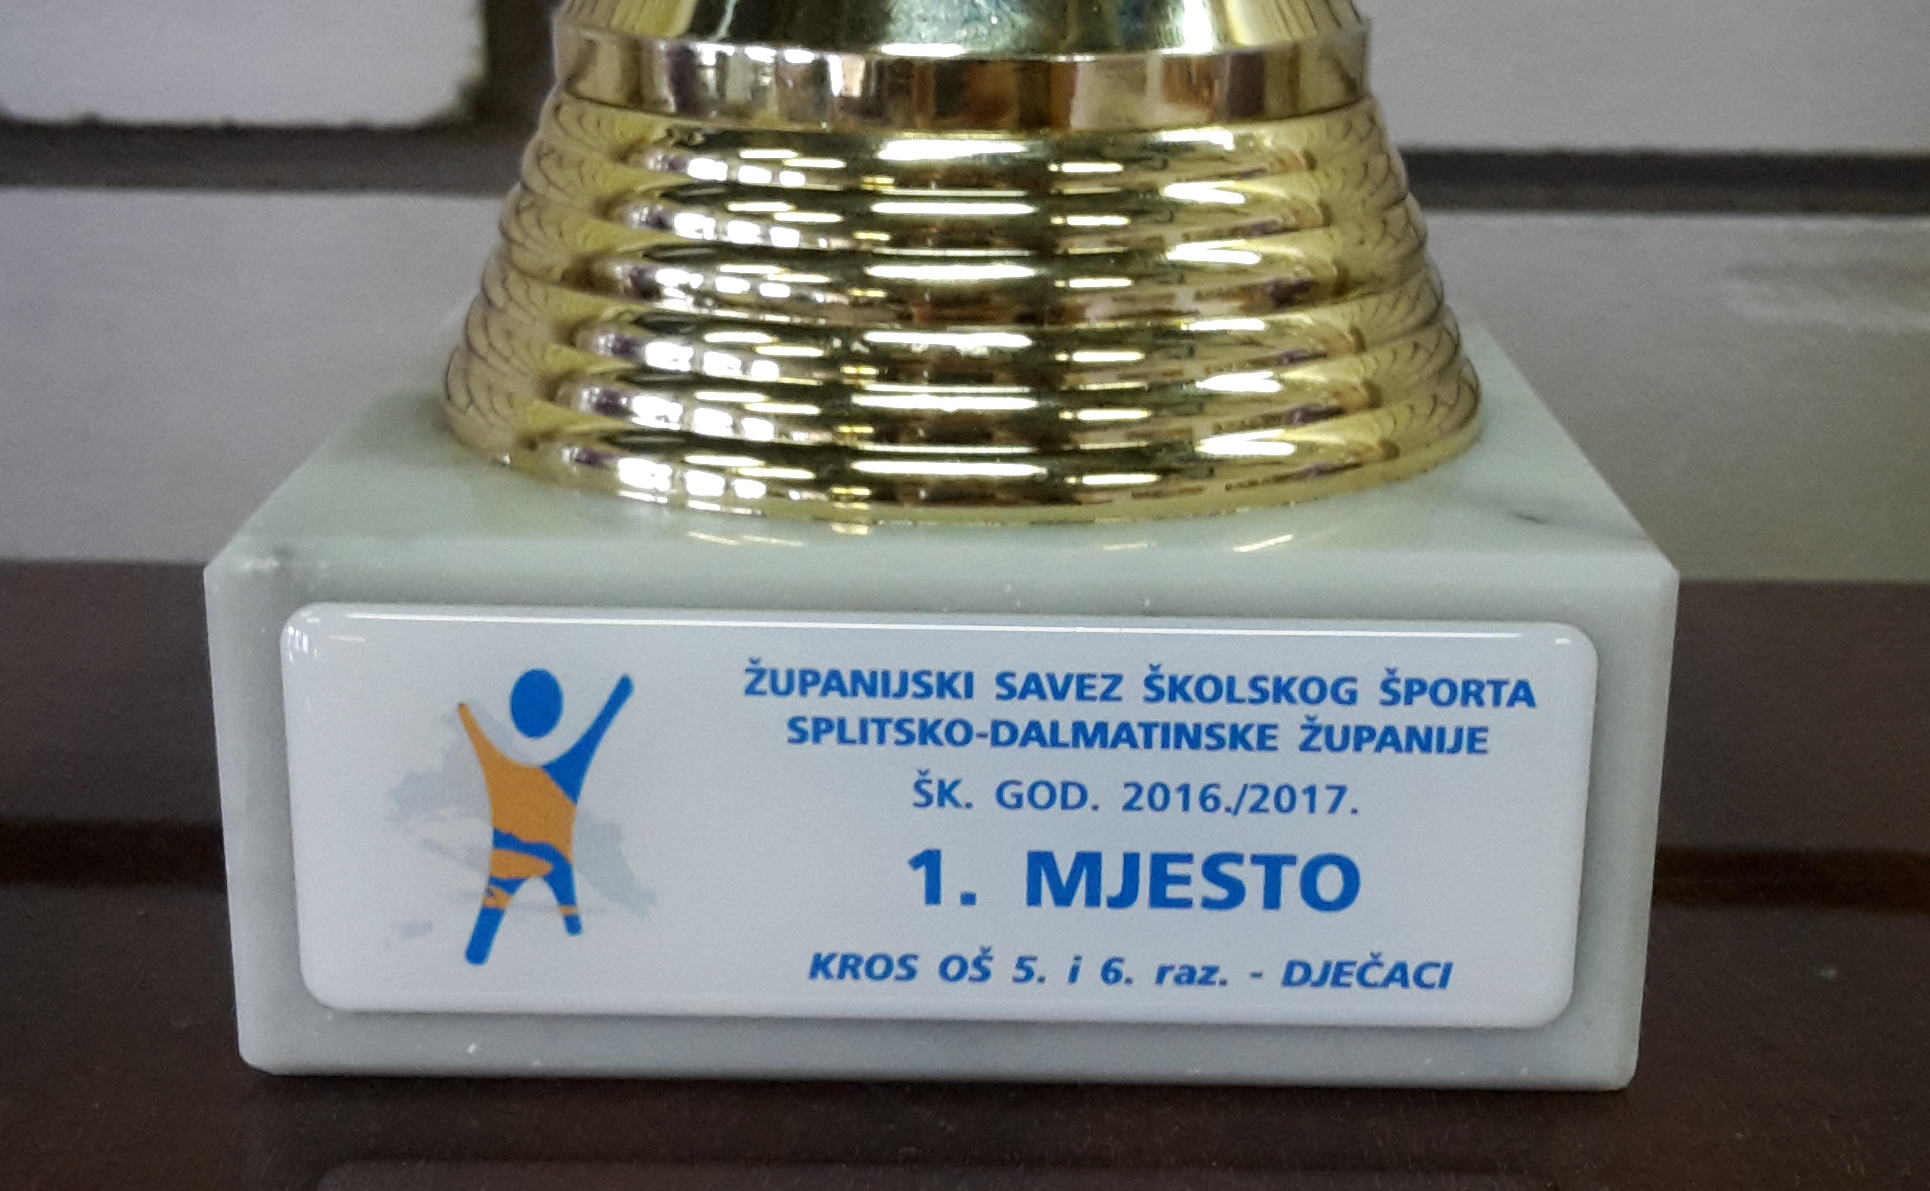 ŽUPANIJSKI SAVEZ ŠKOLSKOG ŠPORTA
SPLITSKO-DALMATINSKE ŽUPANIJE
ŠK. GOD. 2016./2017.
1. MJESTO
KROS OŠ 5. i 6. raz. - DJEČACI